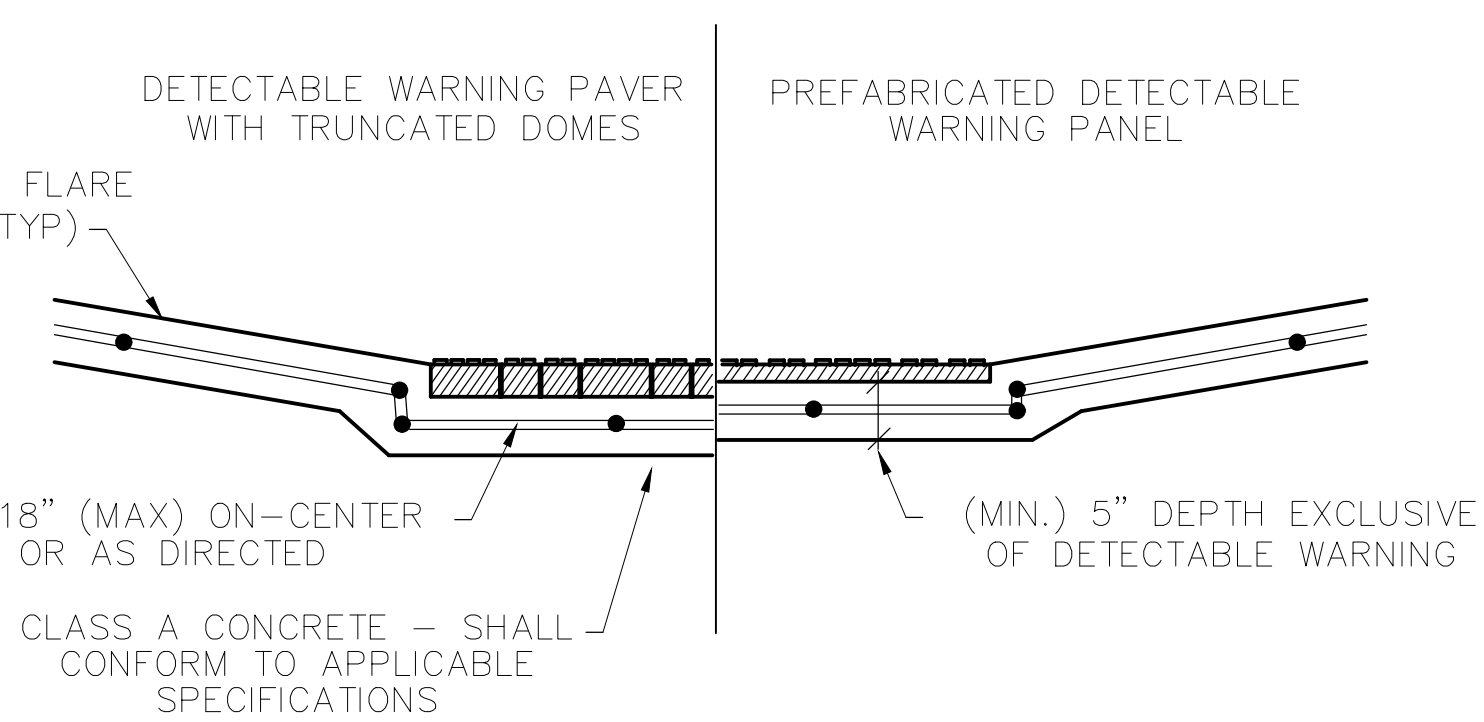 DETECTABLE WARNING PAVER
WITH TRUNCATED DOMES
PREFABRICATED DETECTABLE
WARNING PANEL
FLARE
TYP)
18” (MAX) ON-CENTER
OR AS DIRECTED
(MIN.) 5” DEPTH EXCLUSIVE
OF DETECTABLE WARNING
CLASS A CONCRETE – SHALL
CONFORM TO APPLICABLE
SPECIFICATIONS